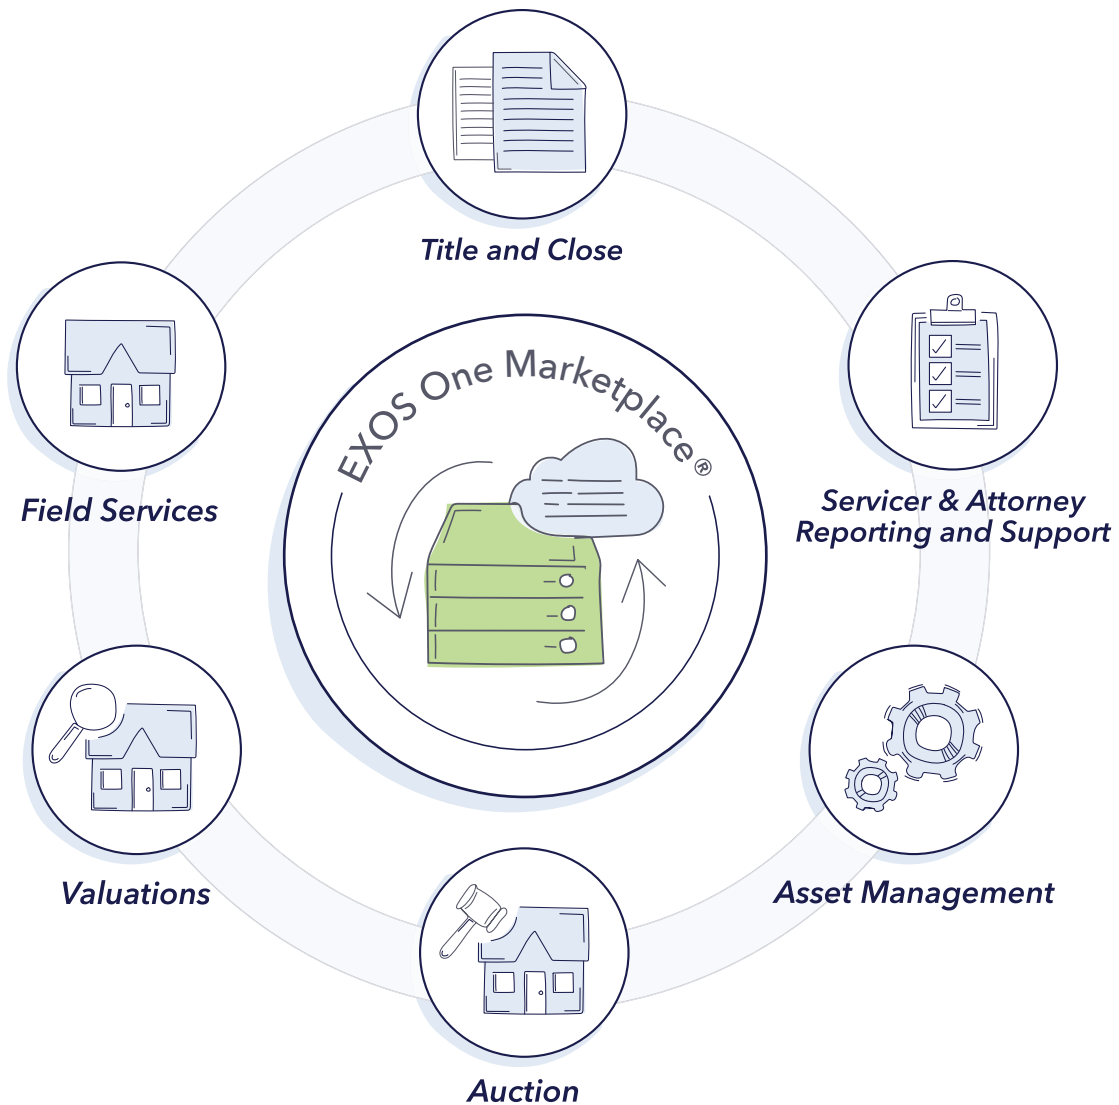 Title and Close
Field Services
EXOS One Marketplace®
Servicer & Attorney
Reporting and Support
Valuations
Asset Management
Auction